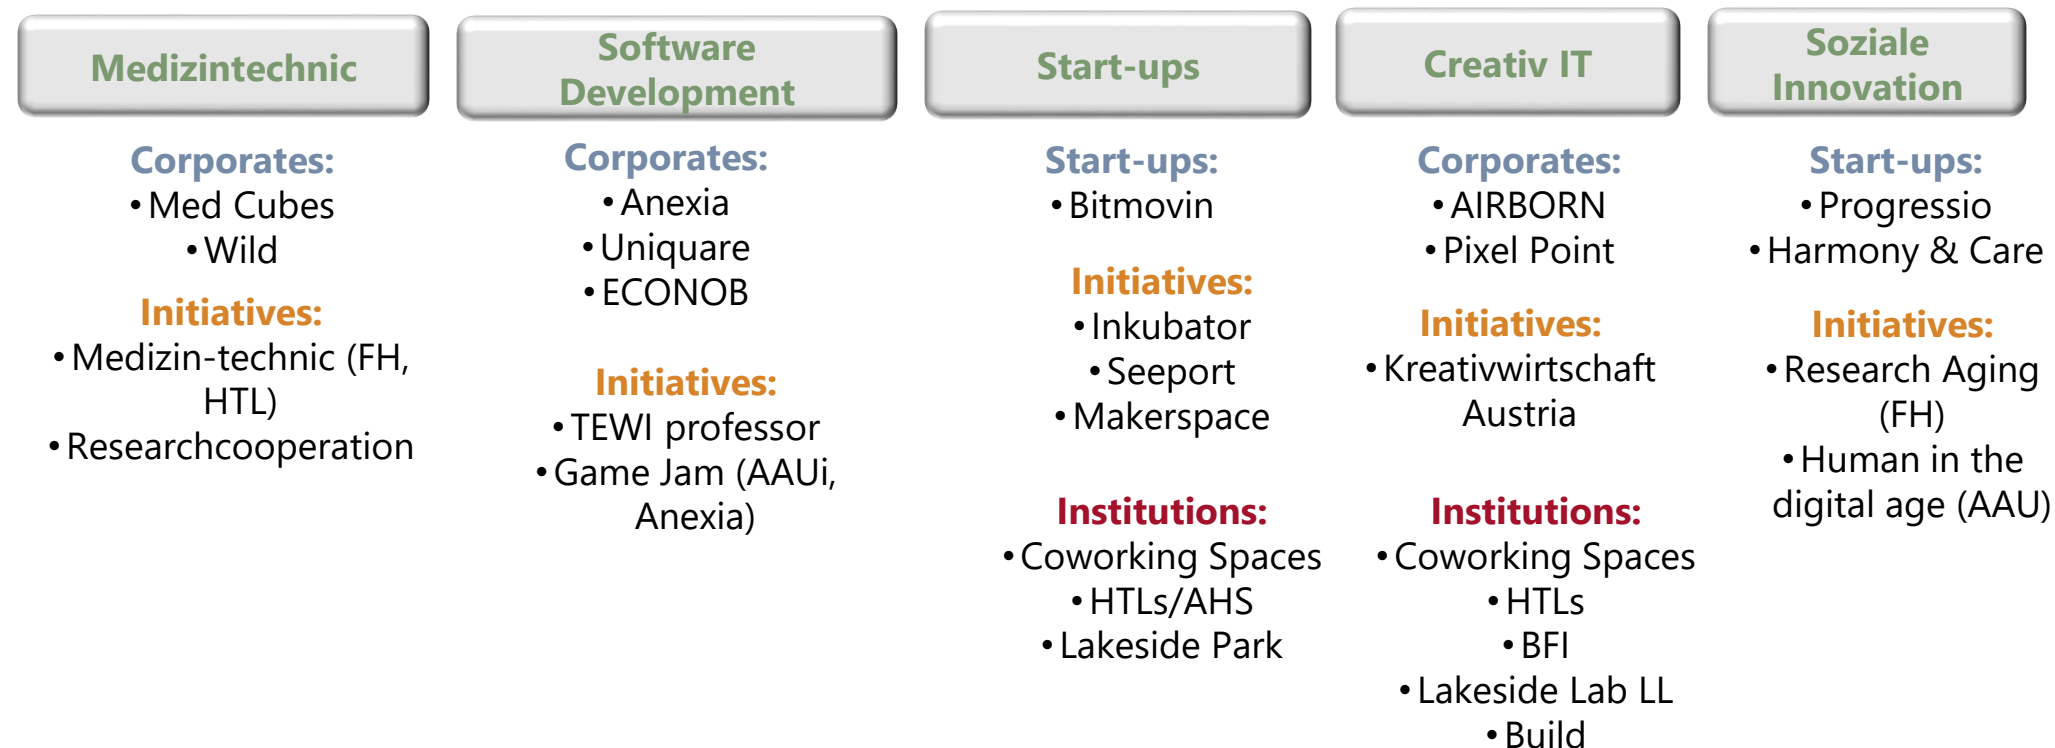 Medizintechnic
Corporates:
•Med Cubes
•Wild
Initiatives:
•Medizin-technic (FH,
HTL)
•Researchcooperation
Software
Development
Corporates:
•Anexia
•Uniquare
•ECONOB
Initiatives:
•TEWI professor
•Game Jam (AAUi,
Anexia)
Start-ups
Start-ups:
•Bitmovin
Initiatives:
•Inkubator
•Seeport
•Makerspace
Institutions:
•Coworking Spaces
•HTLs/AHS
•Lakeside Park
Creativ IT
Corporates:
•AIRBORN
•Pixel Point
Initiatives:
•Kreativwirtschaft
Austria
Institutions:
•Coworking Spaces
•HTLs
•BFI
•Lakeside Lab LL
•Build
Soziale
Innovation
Start-ups:
•Progressio
•Harmony & Care
Initiatives:
•Research Aging
(FH)
•Human in the
digital age (AAU)